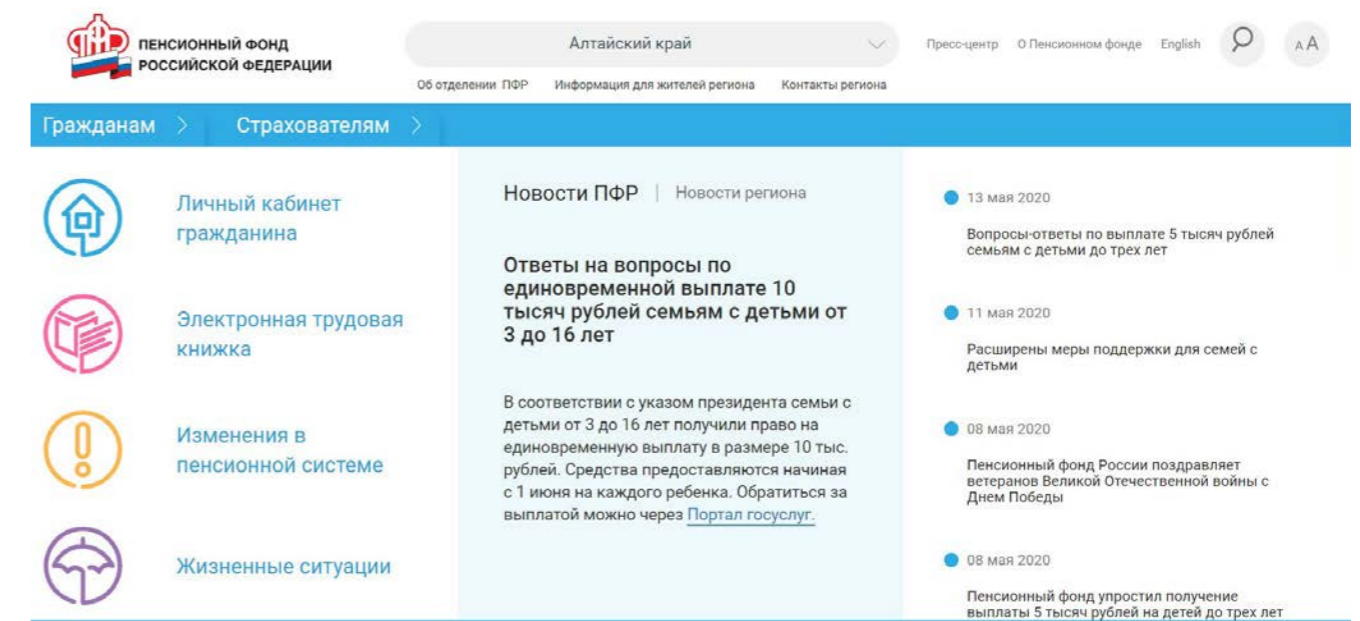 ПЕНСИОННЫЙ ФОНД
РОССИЙСКОЙ ФЕДЕРАЦИИ
Алтайский край
Пресс-центр О Пенсионном фонде English
А А
Об отделении ПФР Информация для жителей региона Контакты региона
Гражданам Страхователям
Личный кабинет
гражданина
Электронная трудовая
книжка
Изменения в
пенсионной системе
Жизненные ситуации
Новости ПФР | Новости региона
Ответы на вопросы по
единовременной выплате 10
тысяч рублей семьям с детьми от
3 до 16 лет
В соответствии с указом президента семьи с
детьми от 3 до 16 лет получили право на
единовременную выплату в размере 10 тыс.
рублей. Средства предоставляются начиная
с 1 июня на каждого ребенка. Обратиться за
выплатой можно через Портал госуслуг.
13 мая 2020
Вопросы-ответы по выплате 5 тысяч рублей
семьям с детьми до трех лет
11 мая 2020
Расширены меры поддержки для семей с
детьми
08 мая 2020
Пенсионный фонд России поздравляет
ветеранов Великой Отечественной войны с
Днем Победы
08 мая 2020
Пенсионный фонд упростил получение
выплаты 5 тысяч рублей на детей до трех лет